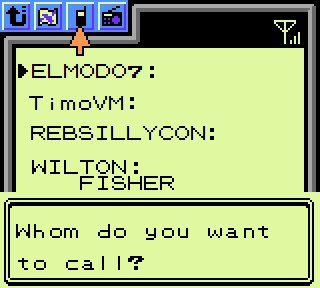 ELMODO7:
TimoVM:
REBSILLYCON:
WILTON:
FISHER
Whom do you want
to call?